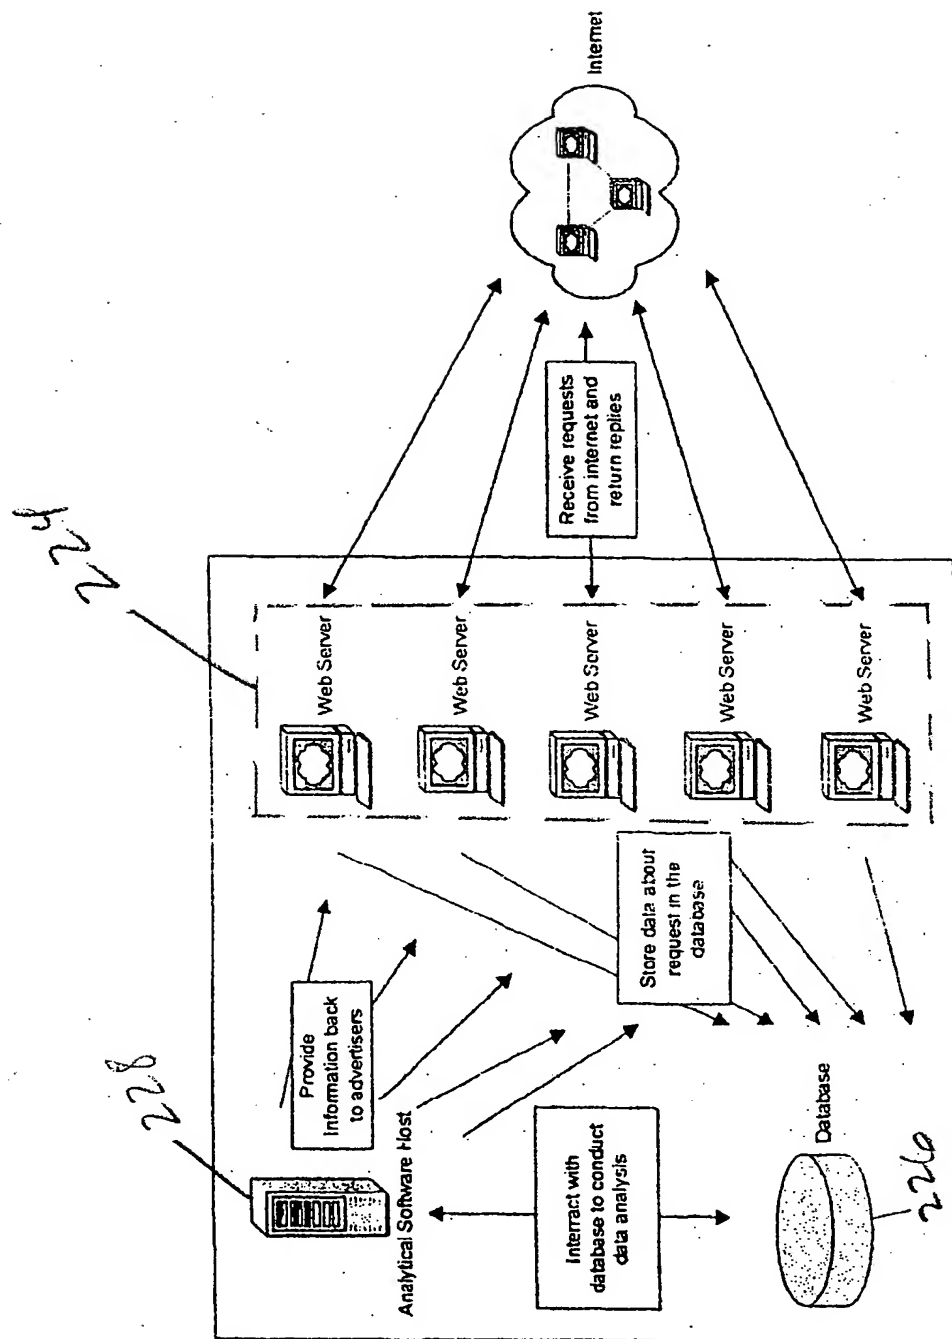 224
228
226
Internet
Receive requests
from internet and
return replies
Web Server
Web Server
Web Server
Web Server
Web Server
Provide
Information back
to advertisers
Store data about
request in the
database
Analytical Software Host
Interract with
database to conduct
data analysis
Database